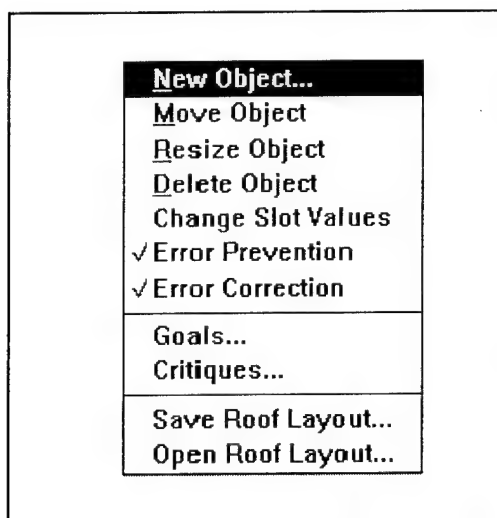 New Object...
Move Object
Resize Object
Delete Object
Change Slot Values
✓ Error Prevention
✓ Error Correction
Goals...
Critiques...
Save Roof Layout...
Open Roof Layout...